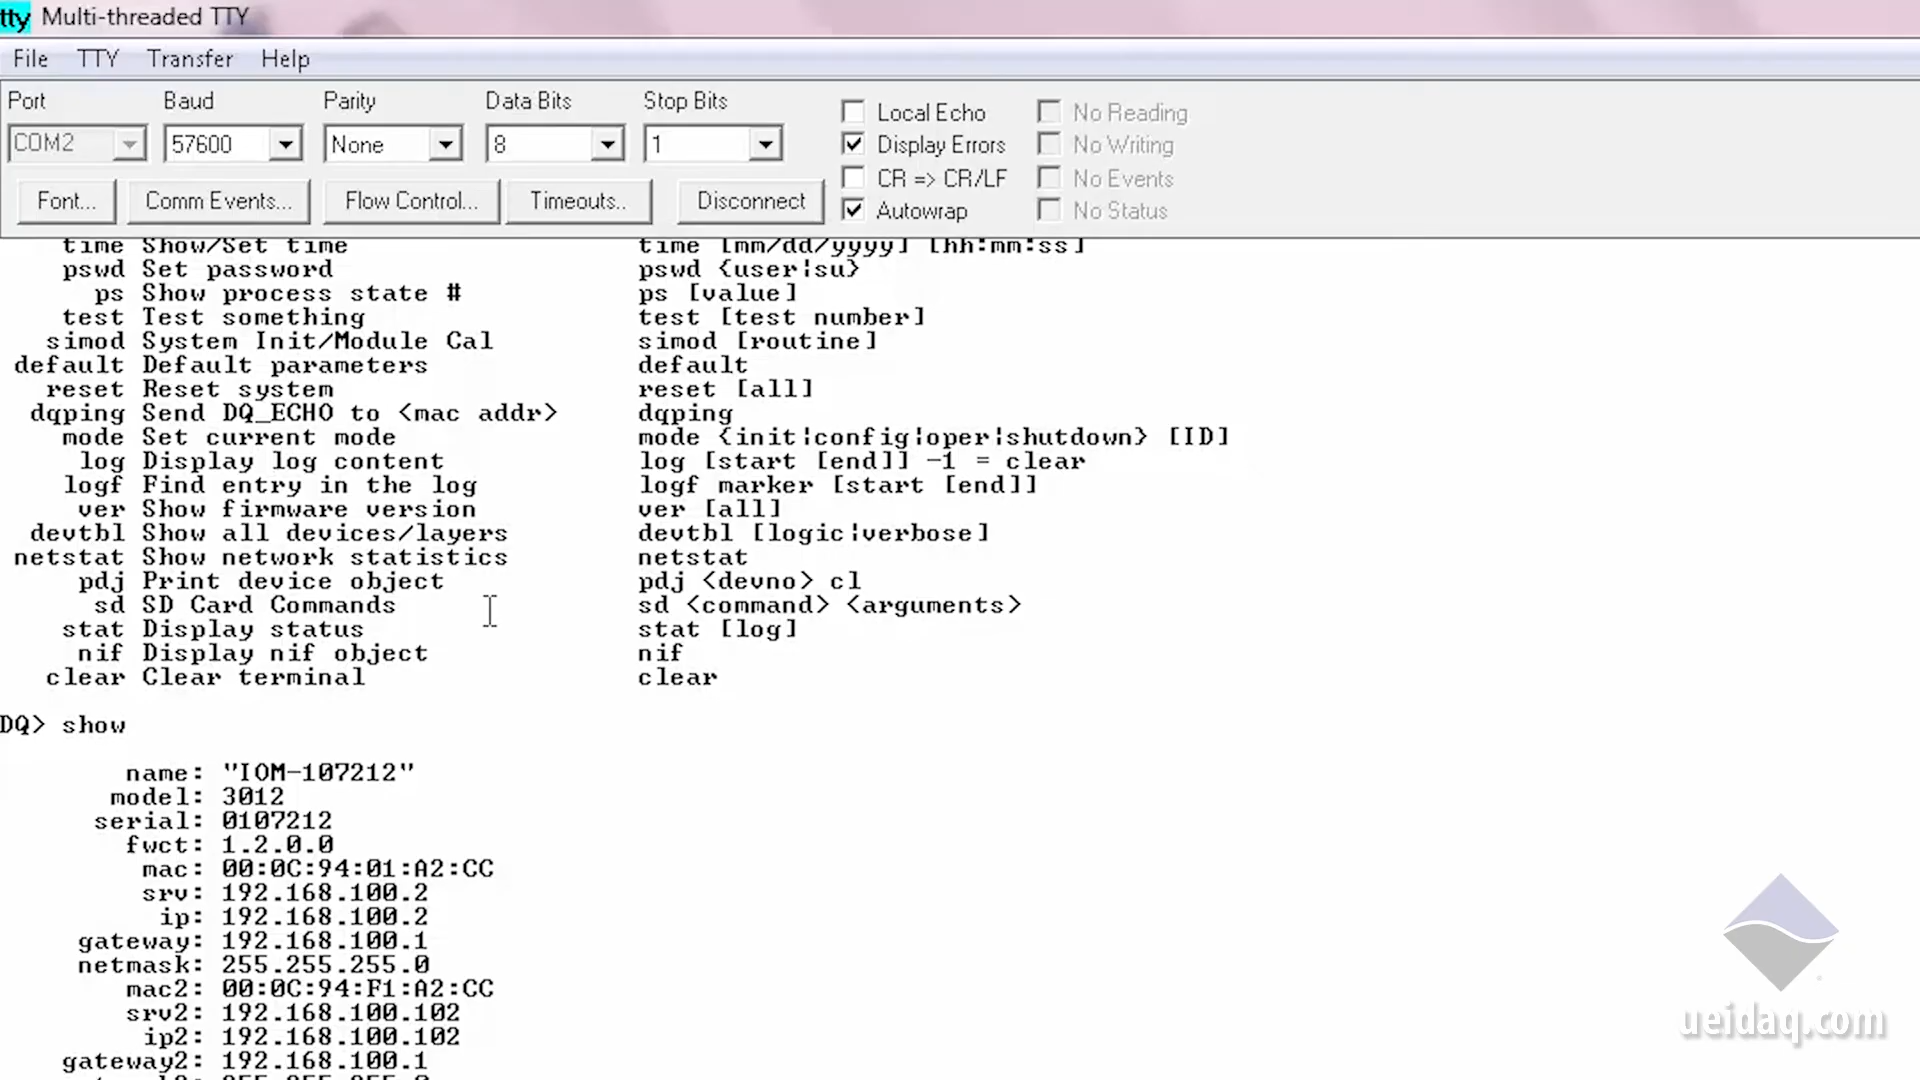 tty Multi-threaded TTY
File TTY Transfer Help
Port Baud Parity Data Bits Stop Bits
COM2 57600 None 8 1
Local Echo No Reading
Display Errors No Writing
CR => CR/LF No Events
Autowrap No Status
Font... Comm Events... Flow Control... Timeouts.. Disconnect
time Show/Set time time [mm/dd/yyyy] [hh:mm:ss]
pswd Set password pswd {user|su}
ps Show process state # ps [value]
test Test something test [test number]
simod System Init/Module Cal simod [routine]
default Default parameters default
reset Reset system reset [all]
dqping Send DQ_ECHO to <mac addr> dqping
mode Set current mode mode {init|config|oper|shutdown} [ID]
log Display log content log [start [end]] -1 = clear
logf Find entry in the log logf marker [start [end]]
ver Show firmware version ver [all]
devtbl Show all devices/layers devtbl [logic|verbose]
netstat Show network statistics netstat
pdj Print device object pdj <devno> cl
sd SD Card Commands sd <command> <arguments>
stat Display status stat [log]
nif Display nif object nif
clear Clear terminal clear
DQ> show
name: "IOM-107212"
model: 3012
serial: 0107212
fwct: 1.2.0.0
mac: 00:0C:94:01:A2:CC
srv: 192.168.100.2
ip: 192.168.100.2
gateway: 192.168.100.1
netmask: 255.255.255.0
mac2: 00:0C:94:F1:A2:CC
srv2: 192.168.100.102
ip2: 192.168.100.102
gateway2: 192.168.100.1
ueidaq.com